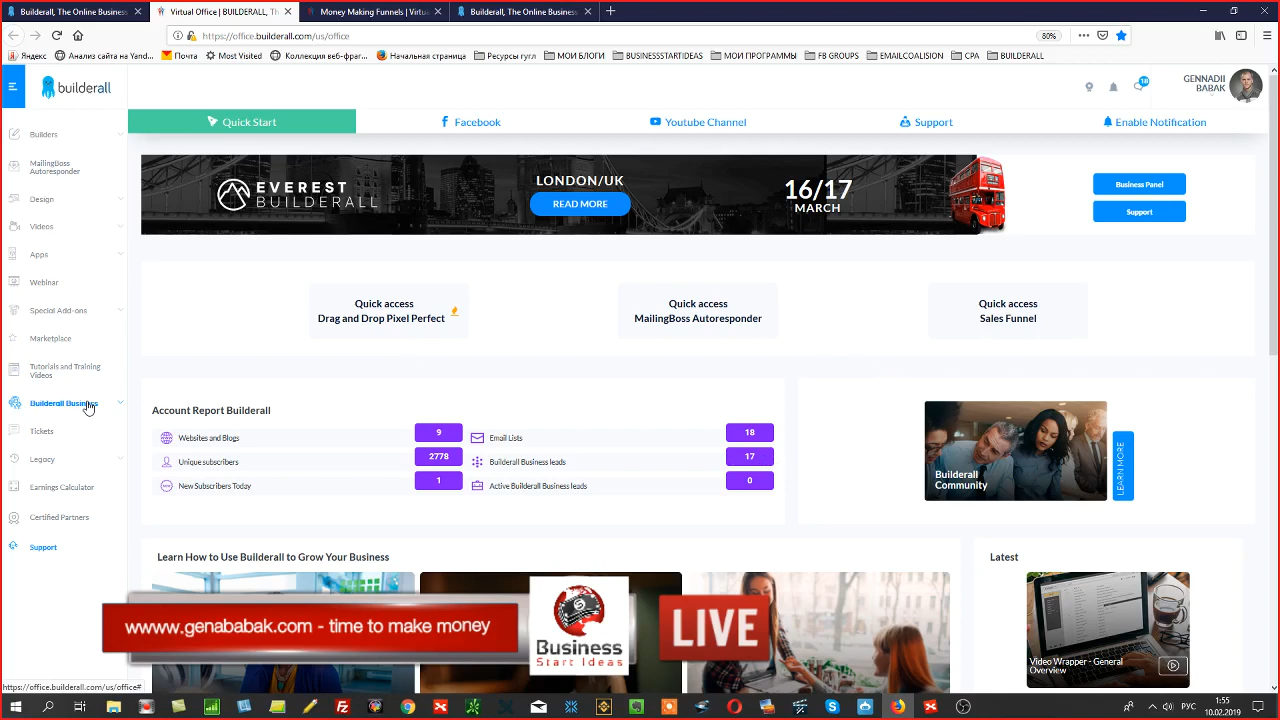 Builderall, The Online Business
Virtual Office | BUILDERALL, Th
Money Making Funnels | Virtu
Builderall, The Online Business
https://office.builderall.com/us/office
80%
Яндекс
Анализ сайта на Yand...
Почта
Most Visited
Коллекция веб-фраг...
Начальная страница
Ресурсы гугл
МОИ БЛОГИ
BUSINESSSTARTIDEAS
МОИ ПРОГРАММЫ
FB GROUPS
EMAILCOALISION
CPA
BUILDERALL
builderall
18
GENNADII
BABAK
Quick Start
Facebook
Youtube Channel
Support
Enable Notification
Builders
MailingBoss
Autoresponder
Design
Videos
Apps
Webinar
Special Add-ons
Marketplace
Tutorials and Training
Videos
Builderall Business
Tickets
Legacy
Earnings Calculator
Certified Partners
Support
EVEREST
BUILDERALL
LONDON/UK
READ MORE
16/17
MARCH
Business Panel
Support
Quick access
Drag and Drop Pixel Perfect
Quick access
MailingBoss Autoresponder
Quick access
Sales Funnel
Account Report Builderall
Websites and Blogs 9
Email Lists 18
Unique subscribers 2778
Builderall Business leads 17
New Subscribers Today 1
Active Builderall Business leads 0
Builderall
Community
LEARN MORE
Learn How to Use Builderall to Grow Your Business
Latest
Video Wrapper - General
Overview
wwww.genababak.com - time to make money
Business
Start Ideas
LIVE
https://office.builderall.com/us/office#
РУС
1:55
10.02.2019